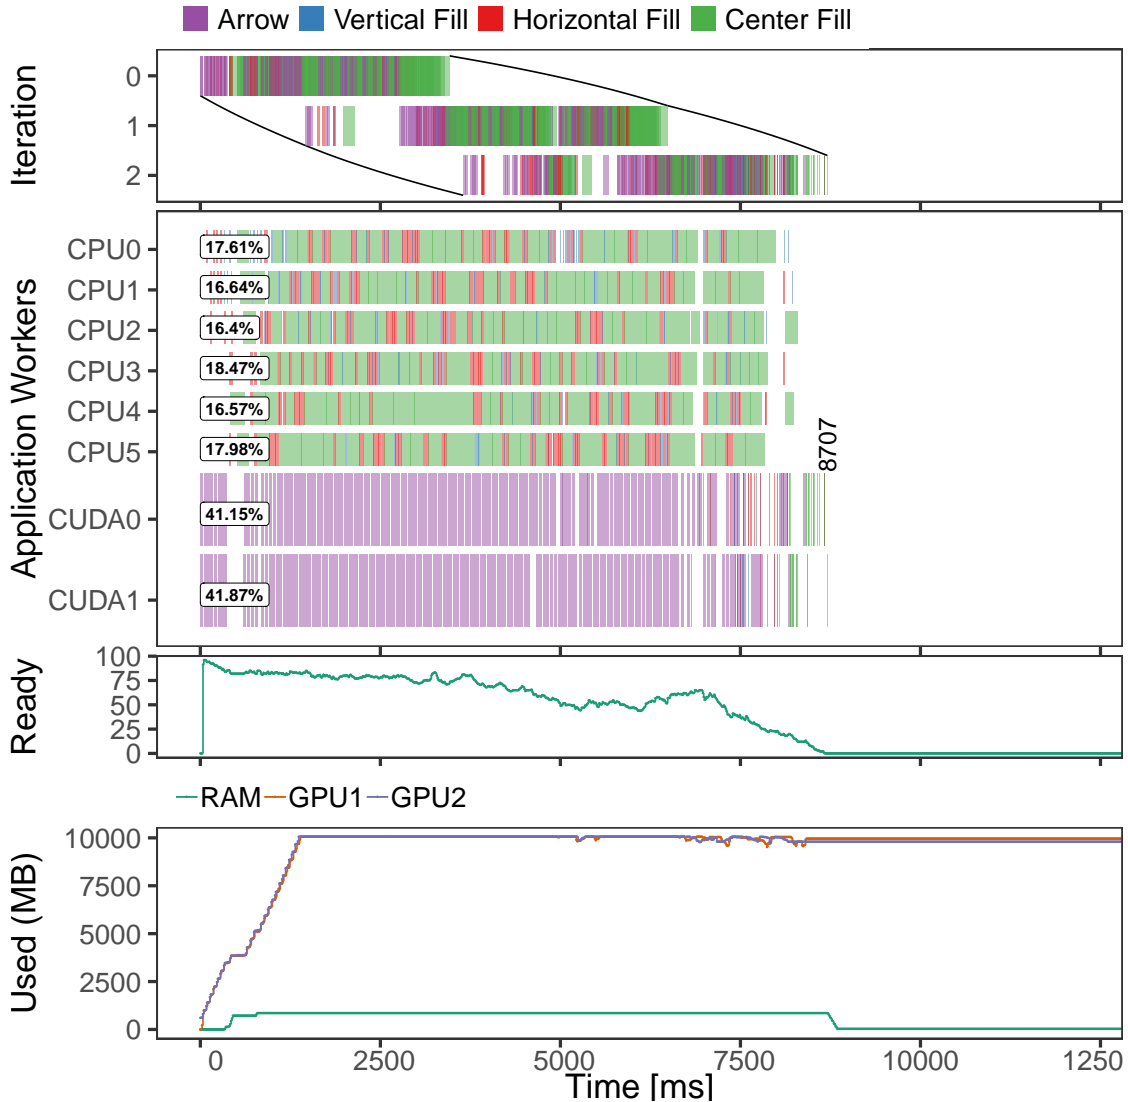 Arrow Vertical Fill Horizontal Fill Center Fill
Iteration
0
1
2
Application Workers
CPU0 17.61%
CPU1 16.64%
CPU2 16.4%
CPU3 18.47%
CPU4 16.57%
CPU5 17.98%
CUDA0 41.15%
CUDA1 41.87%
8707
Ready
100
75
50
25
0
RAM GPU1 GPU2
Used (MB)
10000
7500
5000
2500
0
0 2500 5000 7500 10000 1250
Time [ms]